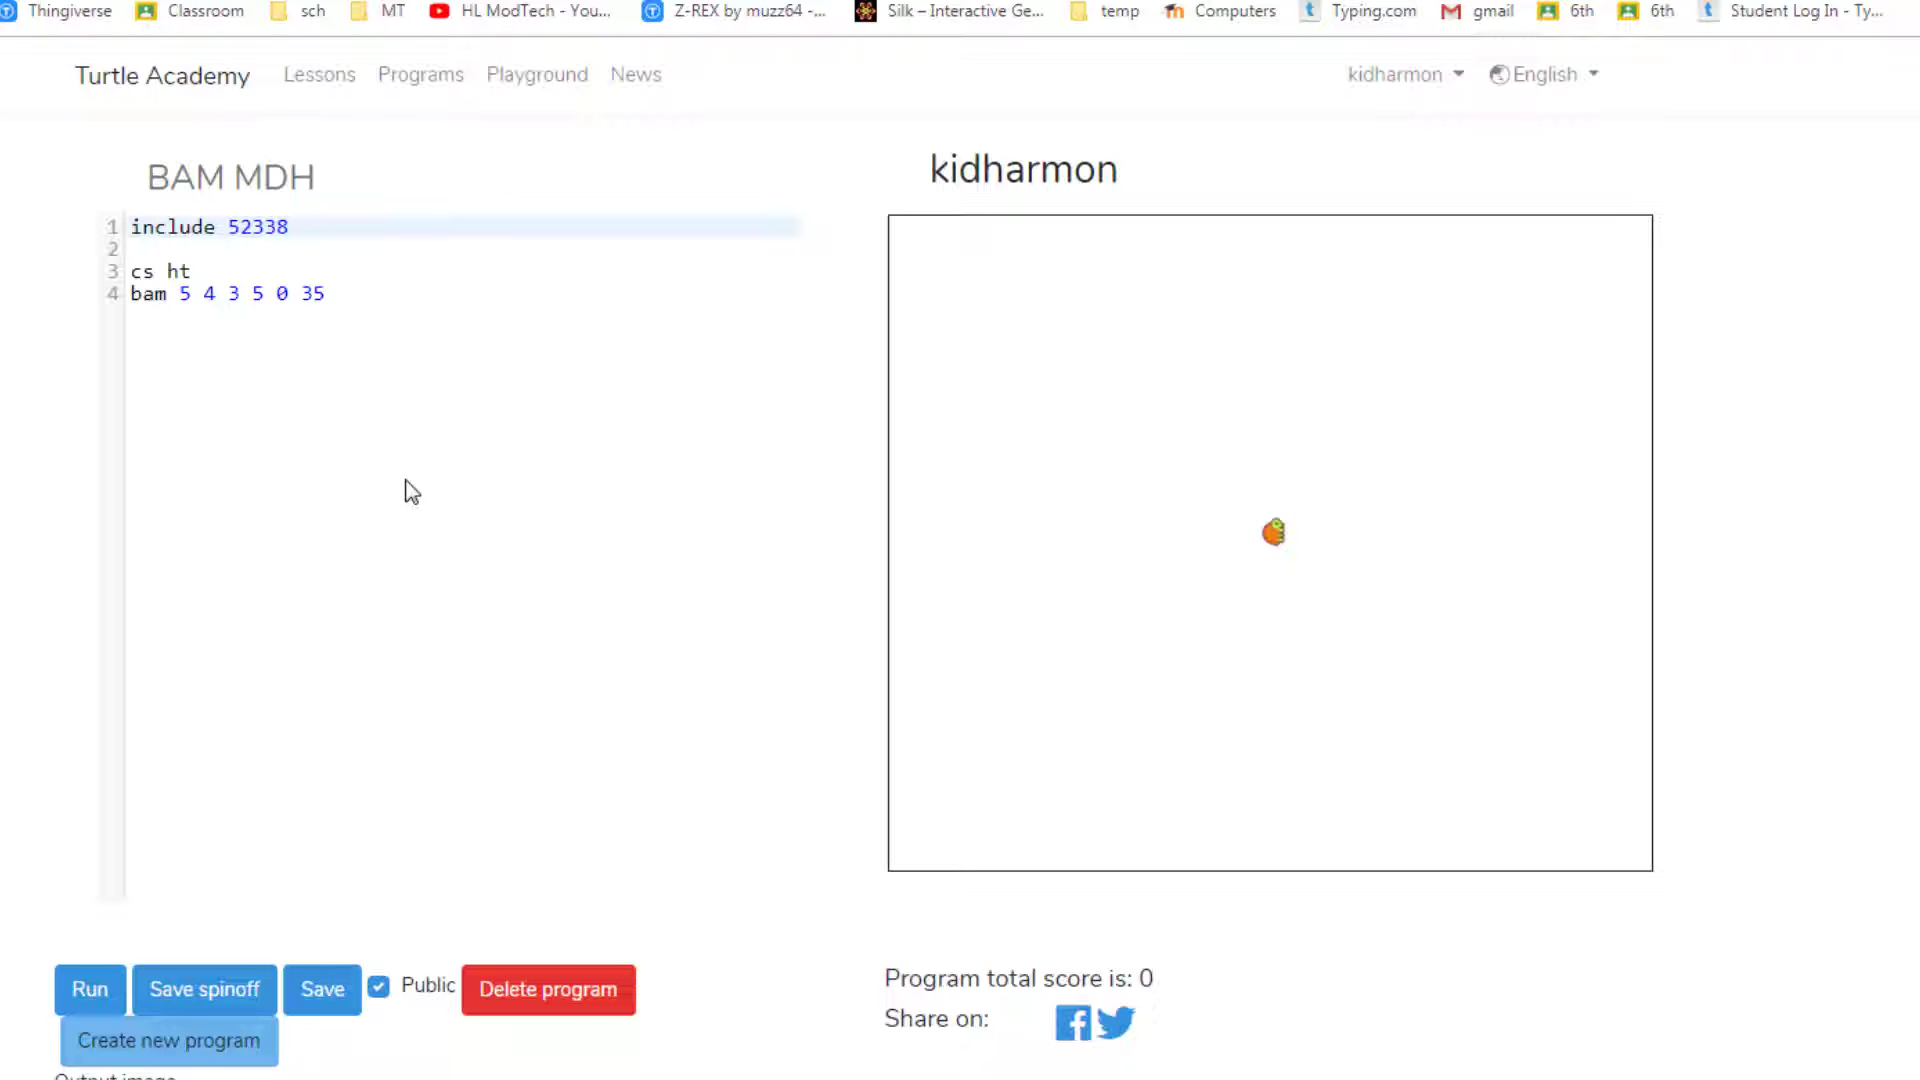 Thingiverse Classroom sch MT HL ModTech - You... Z-REX by muzz64 -... Silk – Interactive Ge... temp Computers Typing.com gmail 6th 6th Student Log In - Ty...
Turtle Academy Lessons Programs Playground News kidharmon English
BAM MDH
kidharmon
1 include 52338
2
3 cs ht
4 bam 5 4 3 5 0 35
Run Save spinoff Save Public Delete program
Create new program
Output image
Program total score is: 0
Share on: